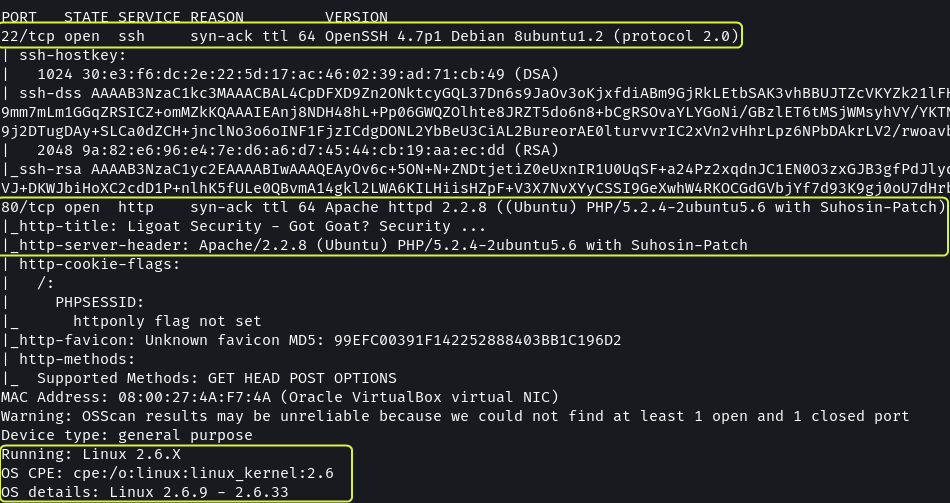 PORT   STATE SERVICE REASON         VERSION
22/tcp open  ssh     syn-ack ttl 64 OpenSSH 4.7p1 Debian 8ubuntu1.2 (protocol 2.0)
| ssh-hostkey:
|   1024 30:e3:f6:dc:2e:22:5d:17:ac:46:02:39:ad:71:cb:49 (DSA)
| ssh-dss AAAAB3NzaC1kc3MAAACBAL4CpDFXD9Zn2ONktcyGQL37Dn6s9JaOv3oKjxfdiABm9GjRkLEtbSAK3vhBBUJTZcVKYZk21lFH
9mm7mLm1GGqZRSICZ+omMZkKQAAAIEAnj8NDH48hL+Pp06GWQZOlhte8JRZT5do6n8+bCgRSOvaYLYGoNi/GBzlET6tMSjWMsyhVY/YKTN
9j2DTugDAy+SLCa0dZCH+jnclNo3o6oINF1FjzICdgDONL2YbBeU3CiAL2BureorAE0lturvvrIC2xVn2vHhrLpz6NPbDAkrLV2/rwoavb
|   2048 9a:82:e6:96:e4:7e:d6:a6:d7:45:44:cb:19:aa:ec:dd (RSA)
|_ssh-rsa AAAAB3NzaC1yc2EAAAABIwAAAQEAyOv6c+5ON+N+ZNDtjetiZ0eUxnIR1U0UqSF+a24Pz2xqdnJC1EN0O3zxGJB3gfPdJlyq
VJ+DKWJbiHoXC2cdD1P+nlhK5fULe0QBvmA14gkl2LWA6KILHiisHZpF+V3X7NvXYyCSSI9GeXwhW4RKOCGdGVbjYf7d93K9gj0oU7dHrb
80/tcp open  http    syn-ack ttl 64 Apache httpd 2.2.8 ((Ubuntu) PHP/5.2.4-2ubuntu5.6 with Suhosin-Patch)
|_http-title: Ligoat Security - Got Goat? Security ...
|_http-server-header: Apache/2.2.8 (Ubuntu) PHP/5.2.4-2ubuntu5.6 with Suhosin-Patch
| http-cookie-flags:
|   /:
|     PHPSESSID:
|_      httponly flag not set
|_http-favicon: Unknown favicon MD5: 99EFC00391F142252888403BB1C196D2
| http-methods:
|_  Supported Methods: GET HEAD POST OPTIONS
MAC Address: 08:00:27:4A:F7:4A (Oracle VirtualBox virtual NIC)
Warning: OSScan results may be unreliable because we could not find at least 1 open and 1 closed port
Device type: general purpose
Running: Linux 2.6.X
OS CPE: cpe:/o:linux:linux_kernel:2.6
OS details: Linux 2.6.9 - 2.6.33